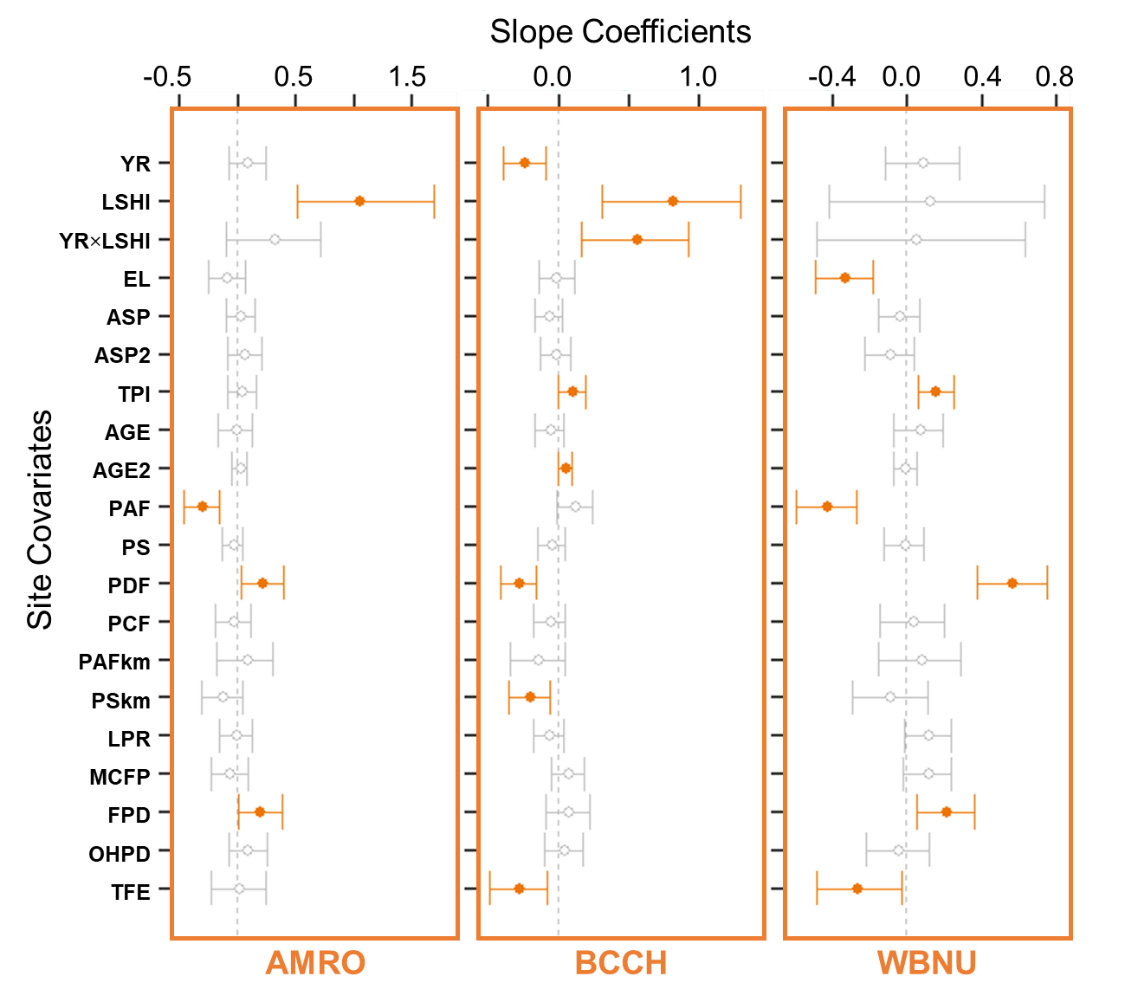 Slope Coefficients
-0.5 0.5 1.5 0.0 1.0 -0.4 0.0 0.4 0.8
Site Covariates
YR
LSHI
YR×LSHI
EL
ASP
ASP2
TPI
AGE
AGE2
PAF
PS
PDF
PCF
PAFkm
PSkm
LPR
MCFP
FPD
OHPD
TFE
AMRO BCCH WBNU